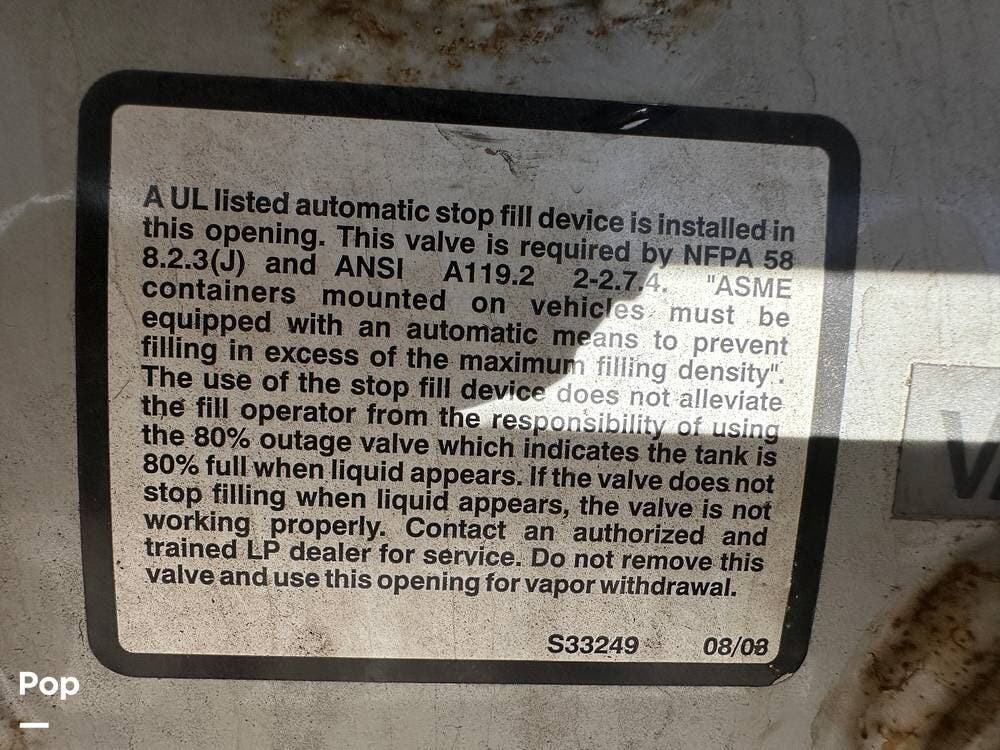 A UL listed automatic stop fill device is installed in
this opening. This valve is required by NFPA 58
8.2.3(J) and ANSI A119.2 2-2.7.4. "ASME
containers mounted on vehicles must be
equipped with an automatic means to prevent
filling in excess of the maximum filling density".
The use of the stop fill device does not alleviate
the fill operator from the responsibility of using
the 80% outage valve which indicates the tank is
80% full when liquid appears. If the valve does not
stop filling when liquid appears, the valve is not
working properly. Contact an authorized and
trained LP dealer for service. Do not remove this
valve and use this opening for vapor withdrawal.
S33249 08/03
Pop